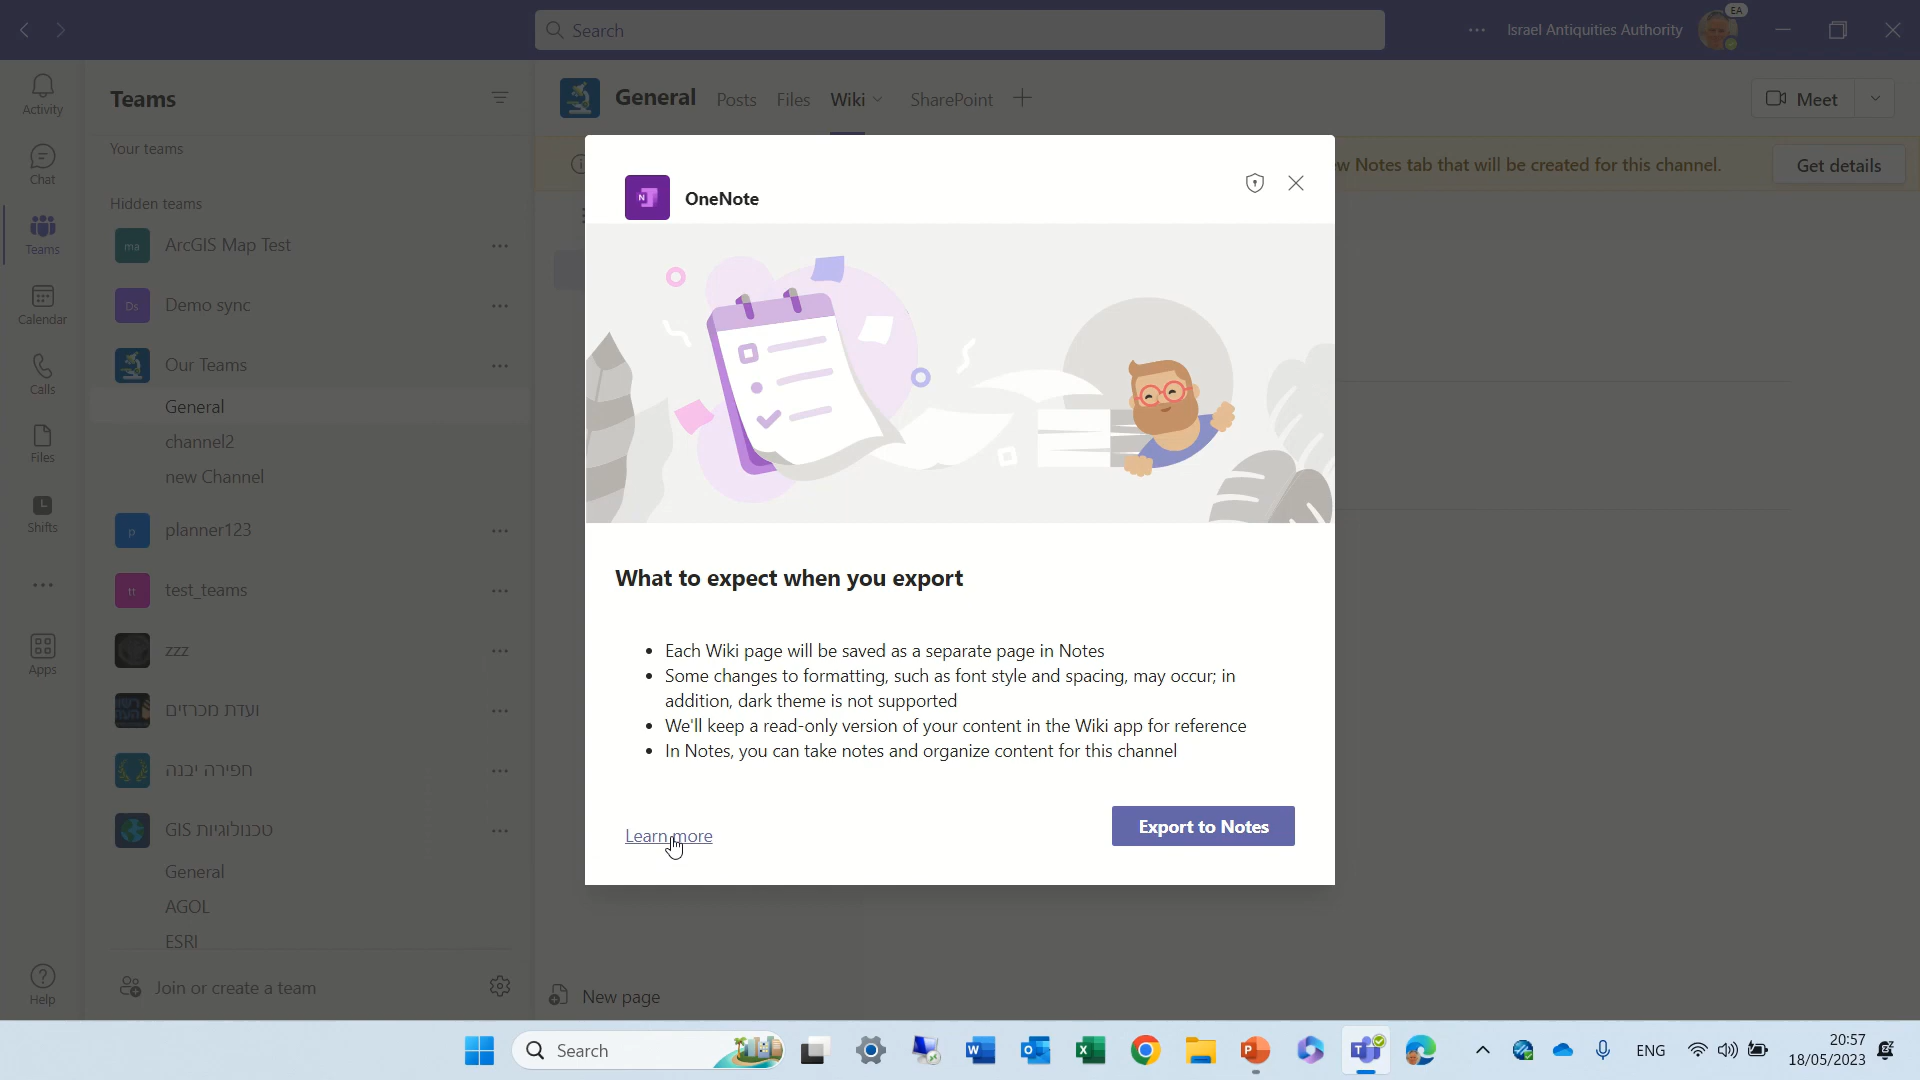 Search
Israel Antiquities Authority
EA
Activity
Chat
Teams
Calendar
Calls
Files
Shifts
Apps
Help
Teams
Your teams
Hidden teams
ma
ArcGIS Map Test
Ds
Demo sync
Our Teams
General
channel2
new Channel
p
planner123
tt
test_teams
zzz
ועדת מכרזים
חפירה יבנה
טכנולוגיות GIS
General
AGOL
ESRI
Join or create a team
General
Posts
Files
Wiki
SharePoint
Meet
w Notes tab that will be created for this channel.
Get details
OneNote
What to expect when you export
• Each Wiki page will be saved as a separate page in Notes
• Some changes to formatting, such as font style and spacing, may occur; in
addition, dark theme is not supported
• We'll keep a read-only version of your content in the Wiki app for reference
• In Notes, you can take notes and organize content for this channel
Learn more
Export to Notes
New page
Search
ENG
20:57
18/05/2023